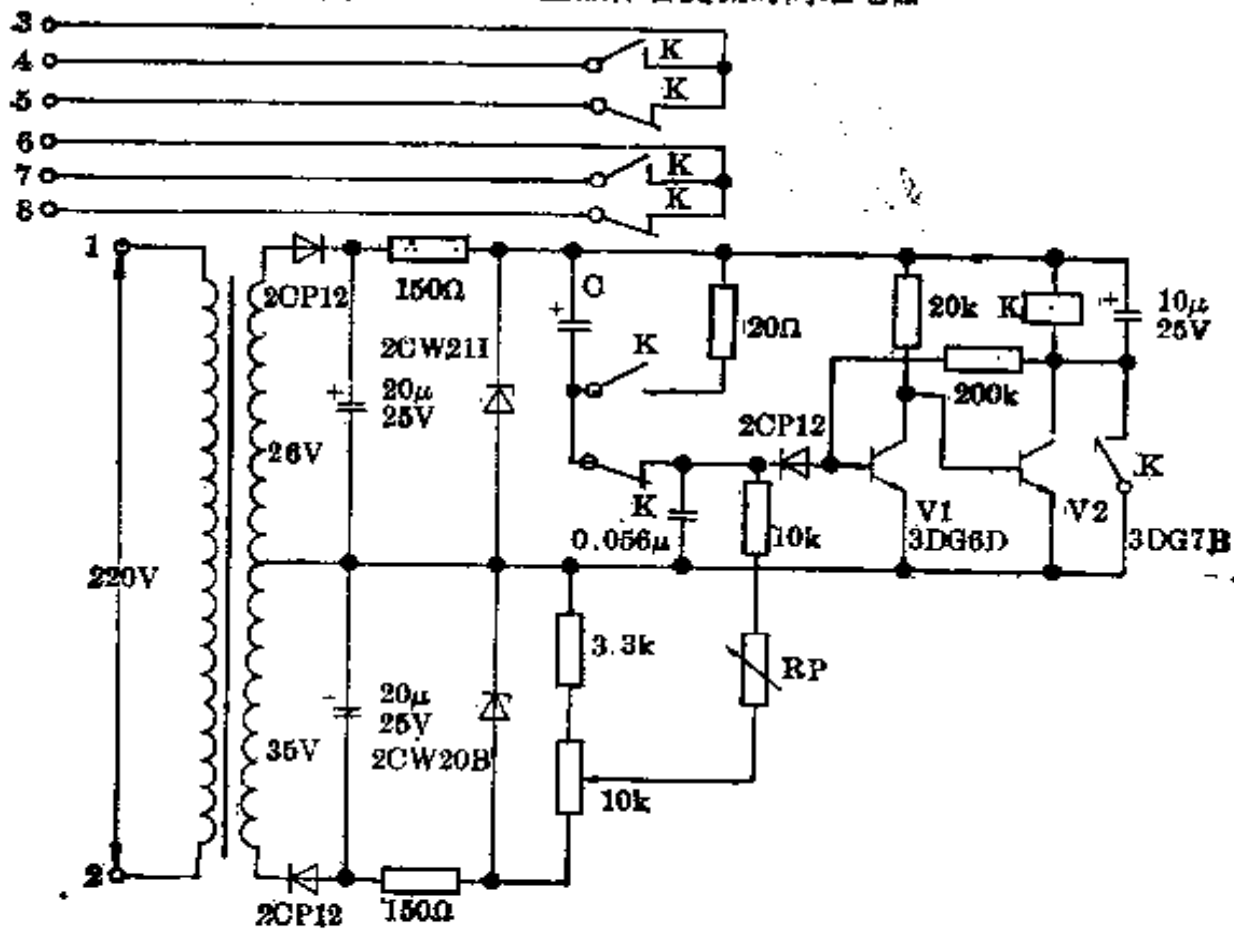 3
4
K
5
K
6
7
K
8
K
1
2CP12
150Ω
C
20Ω
20k
K
10μ
25V
2CW21I
20μ
25V
K
200k
2CP12
26V
K
0.056μ
10k
V1
3DG6D
V2
K
3DG7B
220V
3.3k
RP
20μ
25V
35V
2CW20B
10k
2
2CP12
150Ω